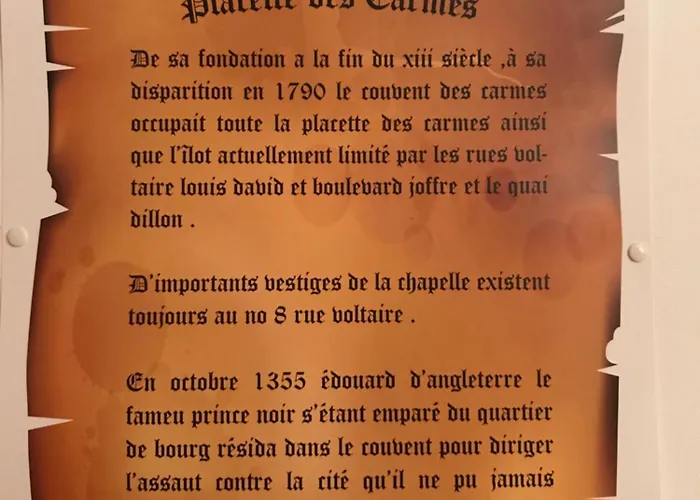 Placette des Carmes
De sa fondation a la fin du xiii siècle ,à sa
disparition en 1790 le couvent des carmes
occupait toute la placette des carmes ainsi
que l'îlot actuellement limité par les rues vol-
taire louis david et boulevard joffre et le quai
dillon .
D'importants vestiges de la chapelle existent
toujours au no 8 rue voltaire .
En octobre 1355 édouard d'angleterre le
fameu prince noir s'étant emparé du quartier
de bourg résida dans le couvent pour diriger
l'assaut contre la cité qu'il ne pu jamais